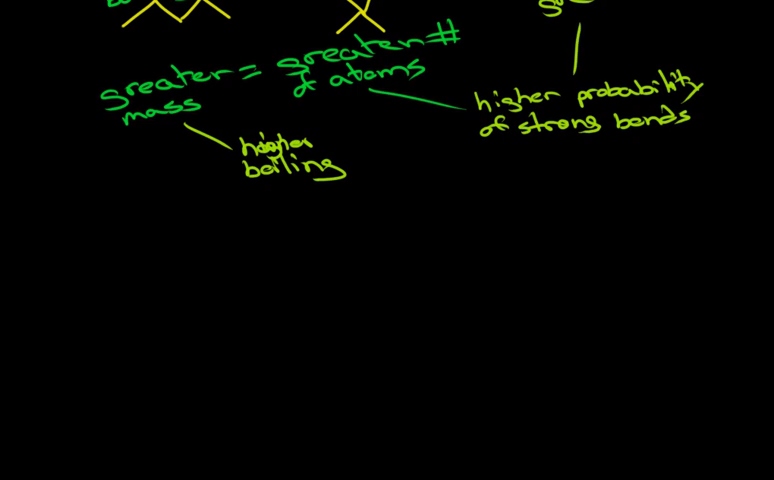 greater = greater #
mass of atoms
higher probability
of strong bonds
higher
boiling